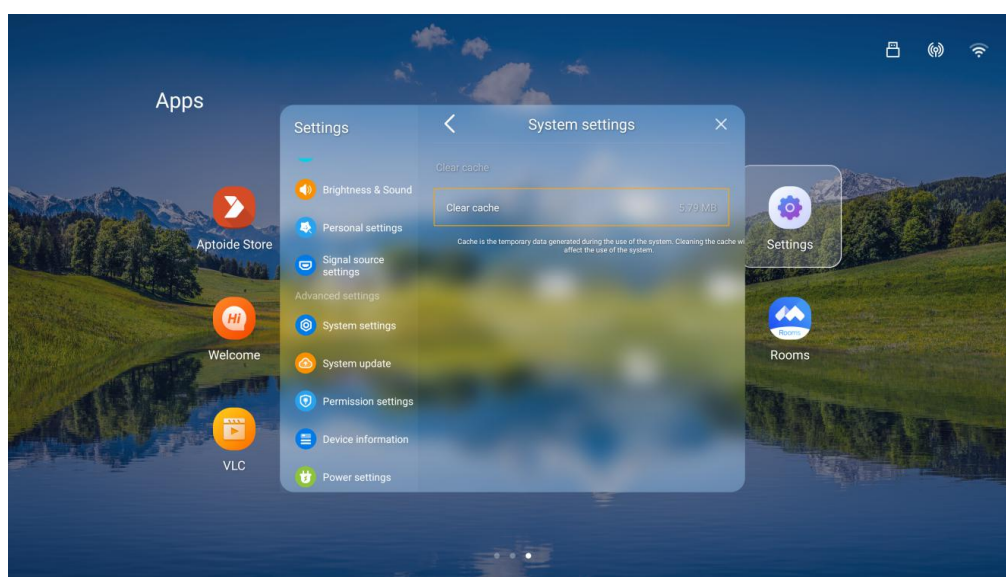 Apps
Settings
System settings
Clear cache
Brightness & Sound
Clear cache
5.79 MB
Personal settings
Cache is the temporary data generated during the use of the system. Cleaning the cache wi
affect the use of the system.
Aptoide Store
Signal source
settings
Settings
Advanced settings
System settings
Hi
Rooms
Welcome
System update
Rooms
Permission settings
Device information
VLC
Power settings